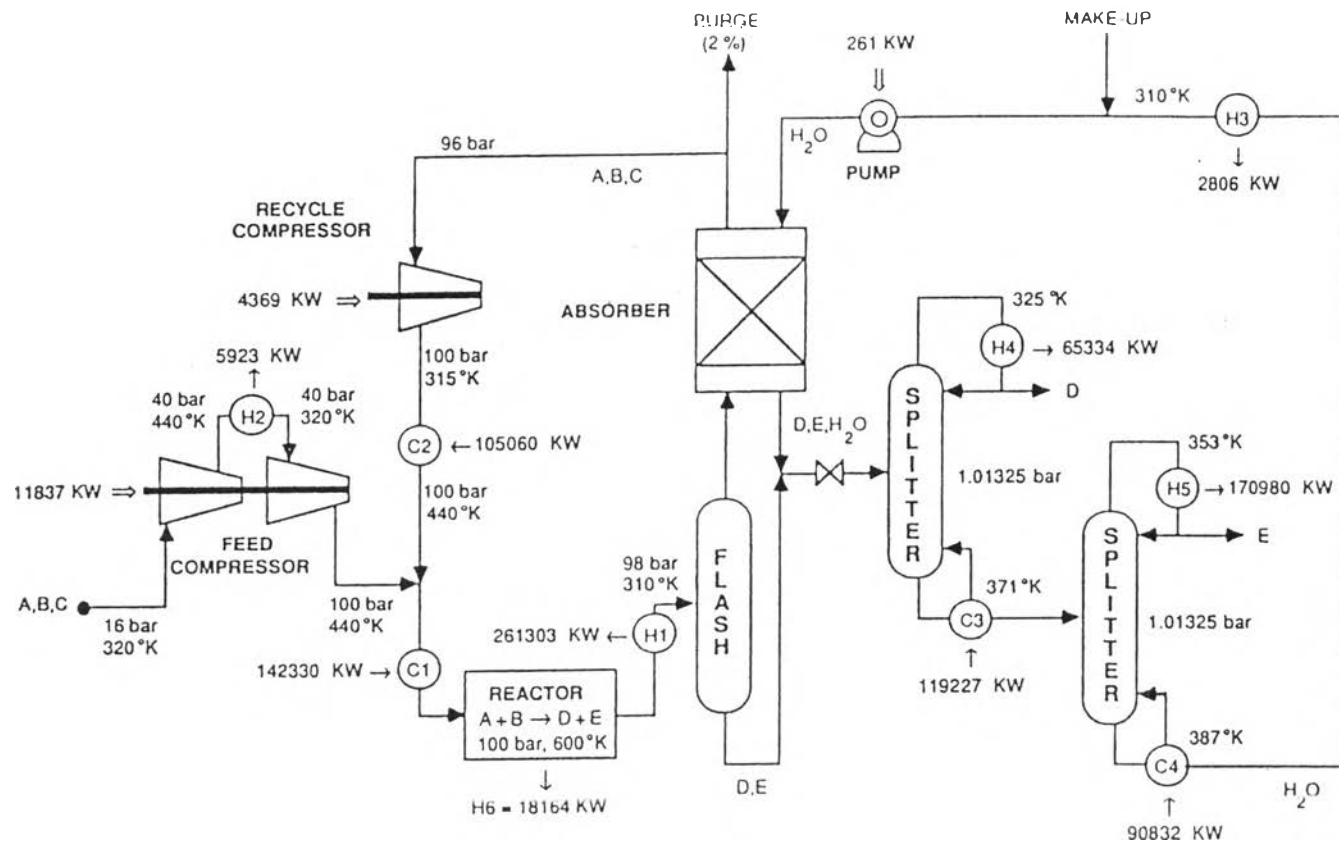 PURGE
(2 %)
261 KW
⇓
MAKE-UP
310 °K
H3
↓
2806 KW
H₂O
PUMP
96 bar
A,B,C
RECYCLE
COMPRESSOR
4369 KW ⇒
ABSORBER
100 bar
315 °K
5923 KW
↑
40 bar
440 °K
H2
40 bar
320 °K
C2
← 105060 KW
100 bar
440 °K
11837 KW ⇒
FEED
COMPRESSOR
A,B,C
16 bar
320 °K
100 bar
440 °K
142330 KW →
C1
REACTOR
A + B → D + E
100 bar, 600 °K
↓
H6 = 18164 KW
261303 KW ←
H1
98 bar
310 °K
FLASH
D,E
D,E,H₂O
SPLITTER
325 °K
H4
→ 65334 KW
D
1.01325 bar
371 °K
C3
↑
119227 KW
SPLITTER
353 °K
H5
→ 170980 KW
E
1.01325 bar
387 °K
C4
↑
90832 KW
H₂O